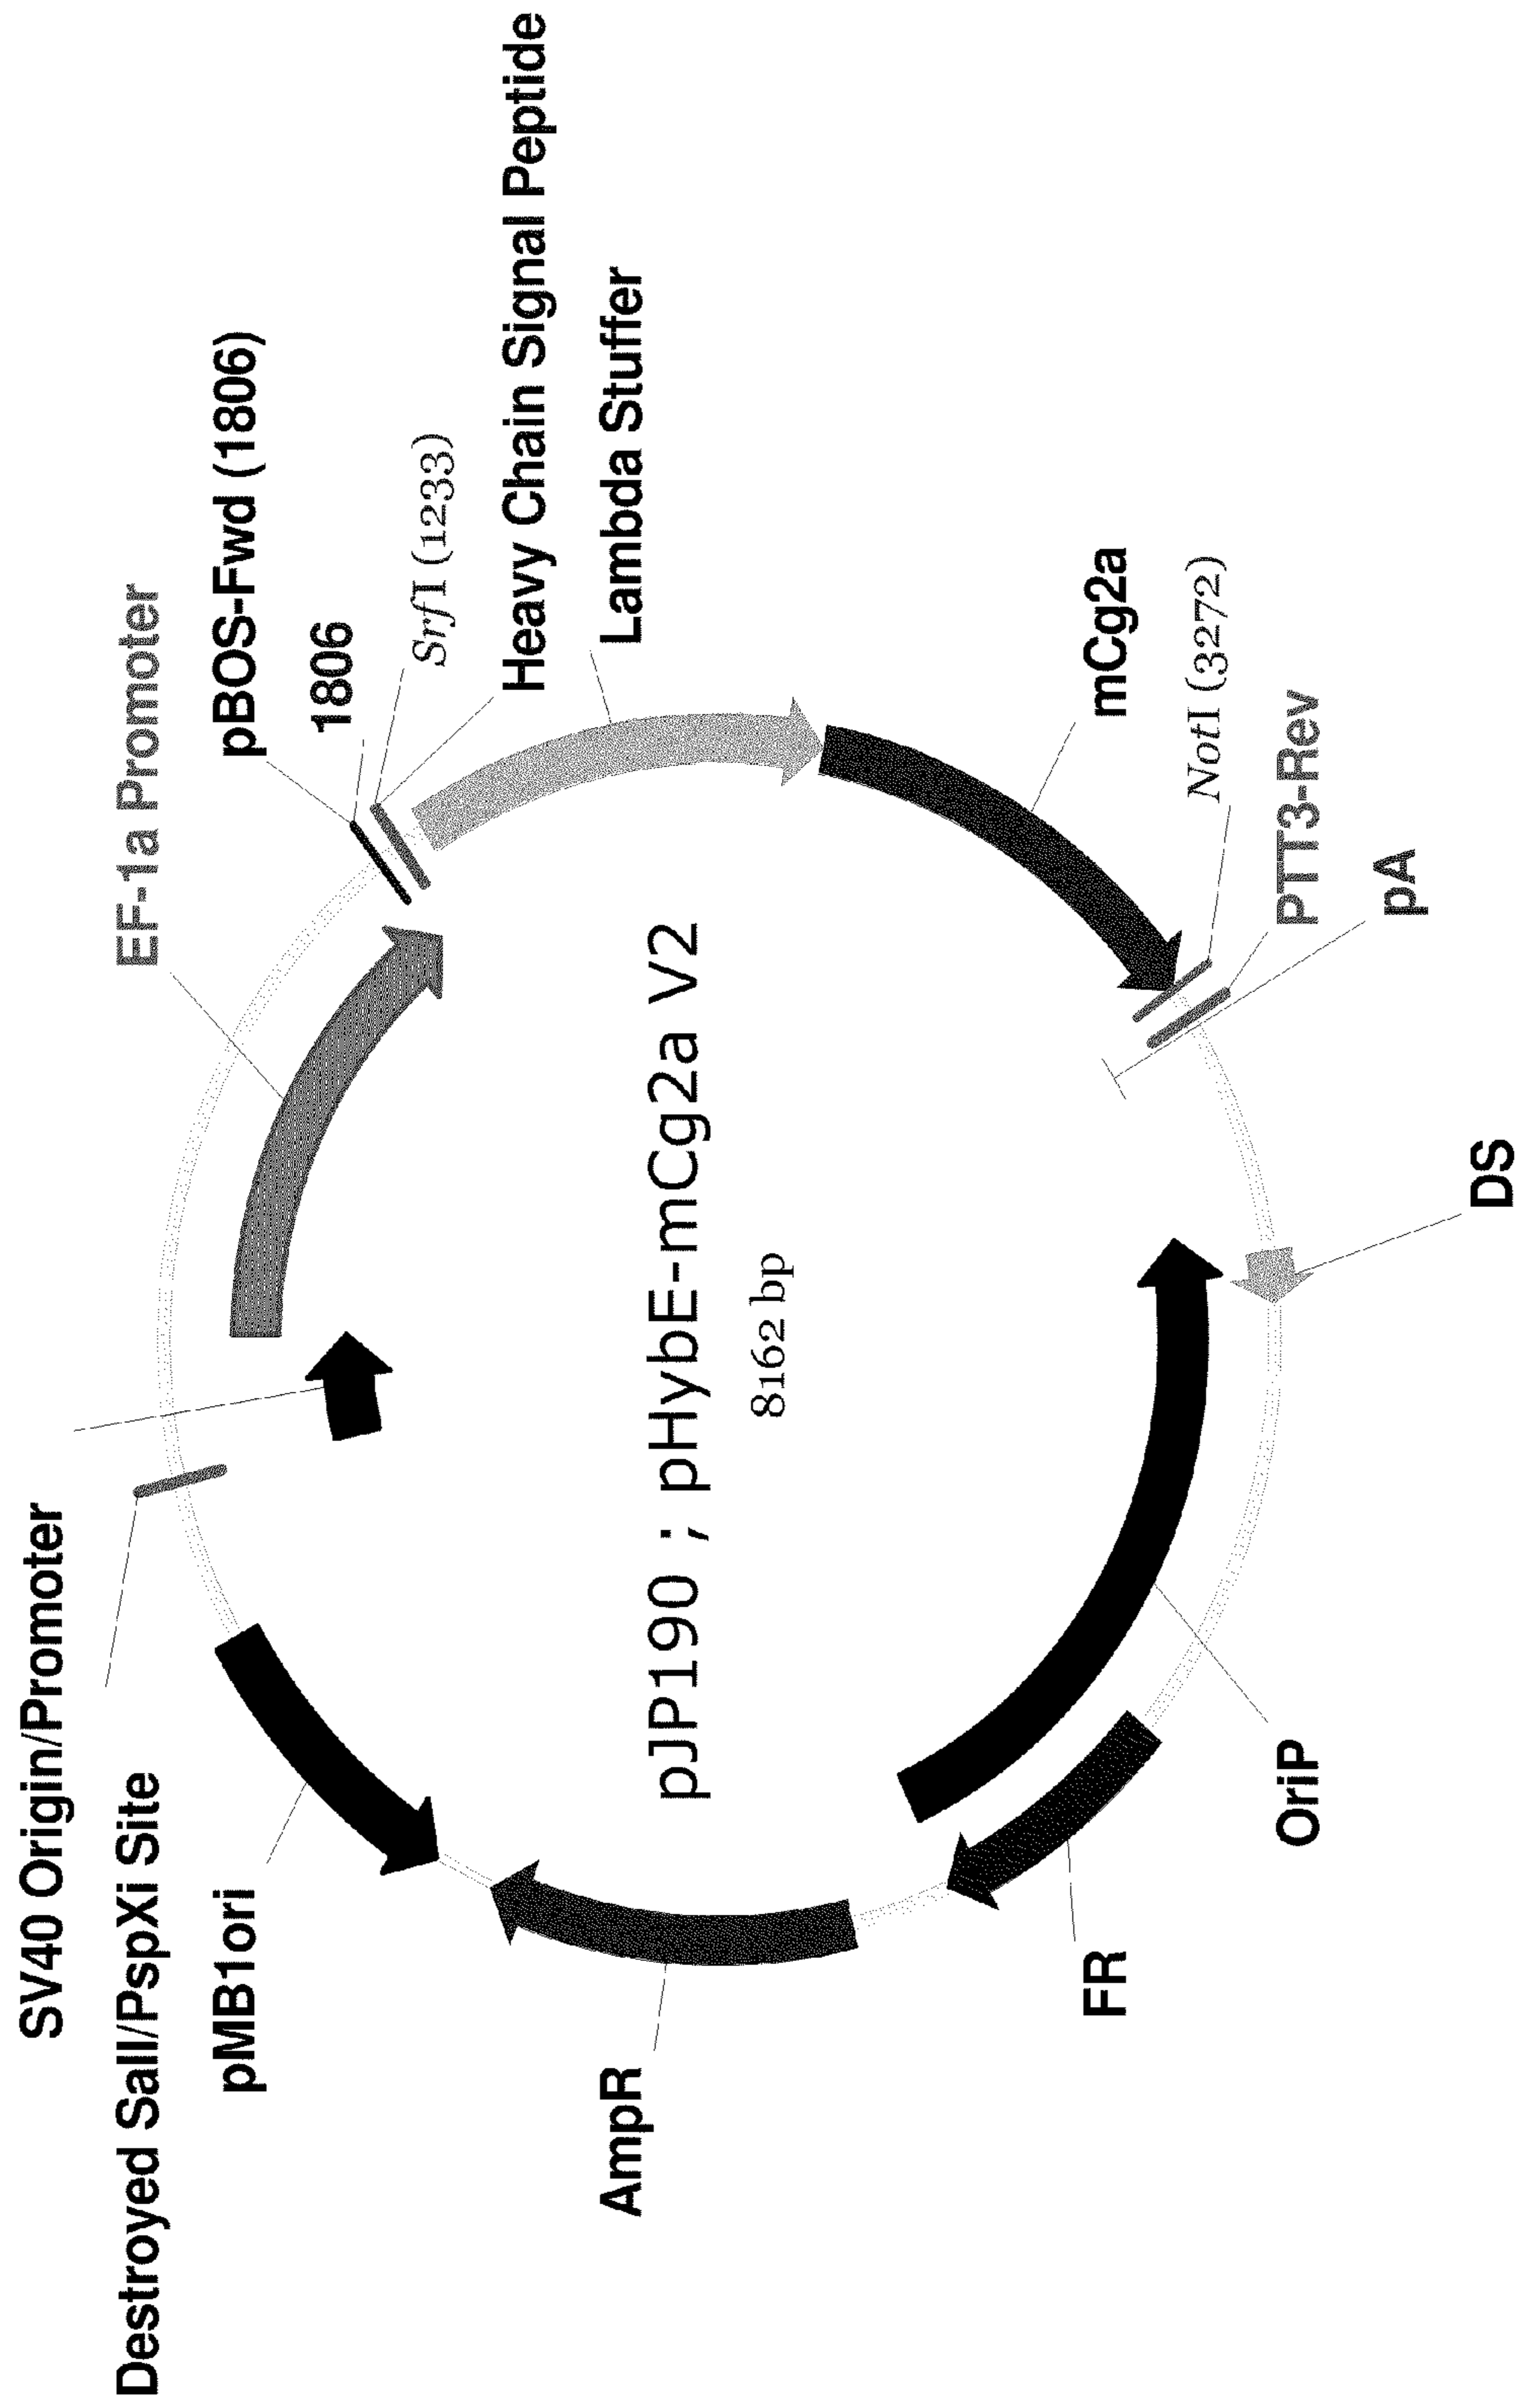 SV40 Origin/Promoter
Destroyed SalI/PspXi Site
EF-1a Promoter
pMB1ori
pBOS-Fwd (1806)
1806
SrfI (1233)
Heavy Chain Signal Peptide
AmpR
Lambda Stuffer
pJP190 ; pHybE-mCg2a V2
8162 bp
FR
mCg2a
NotI (3272)
OriP
PTT3-Rev
pA
DS